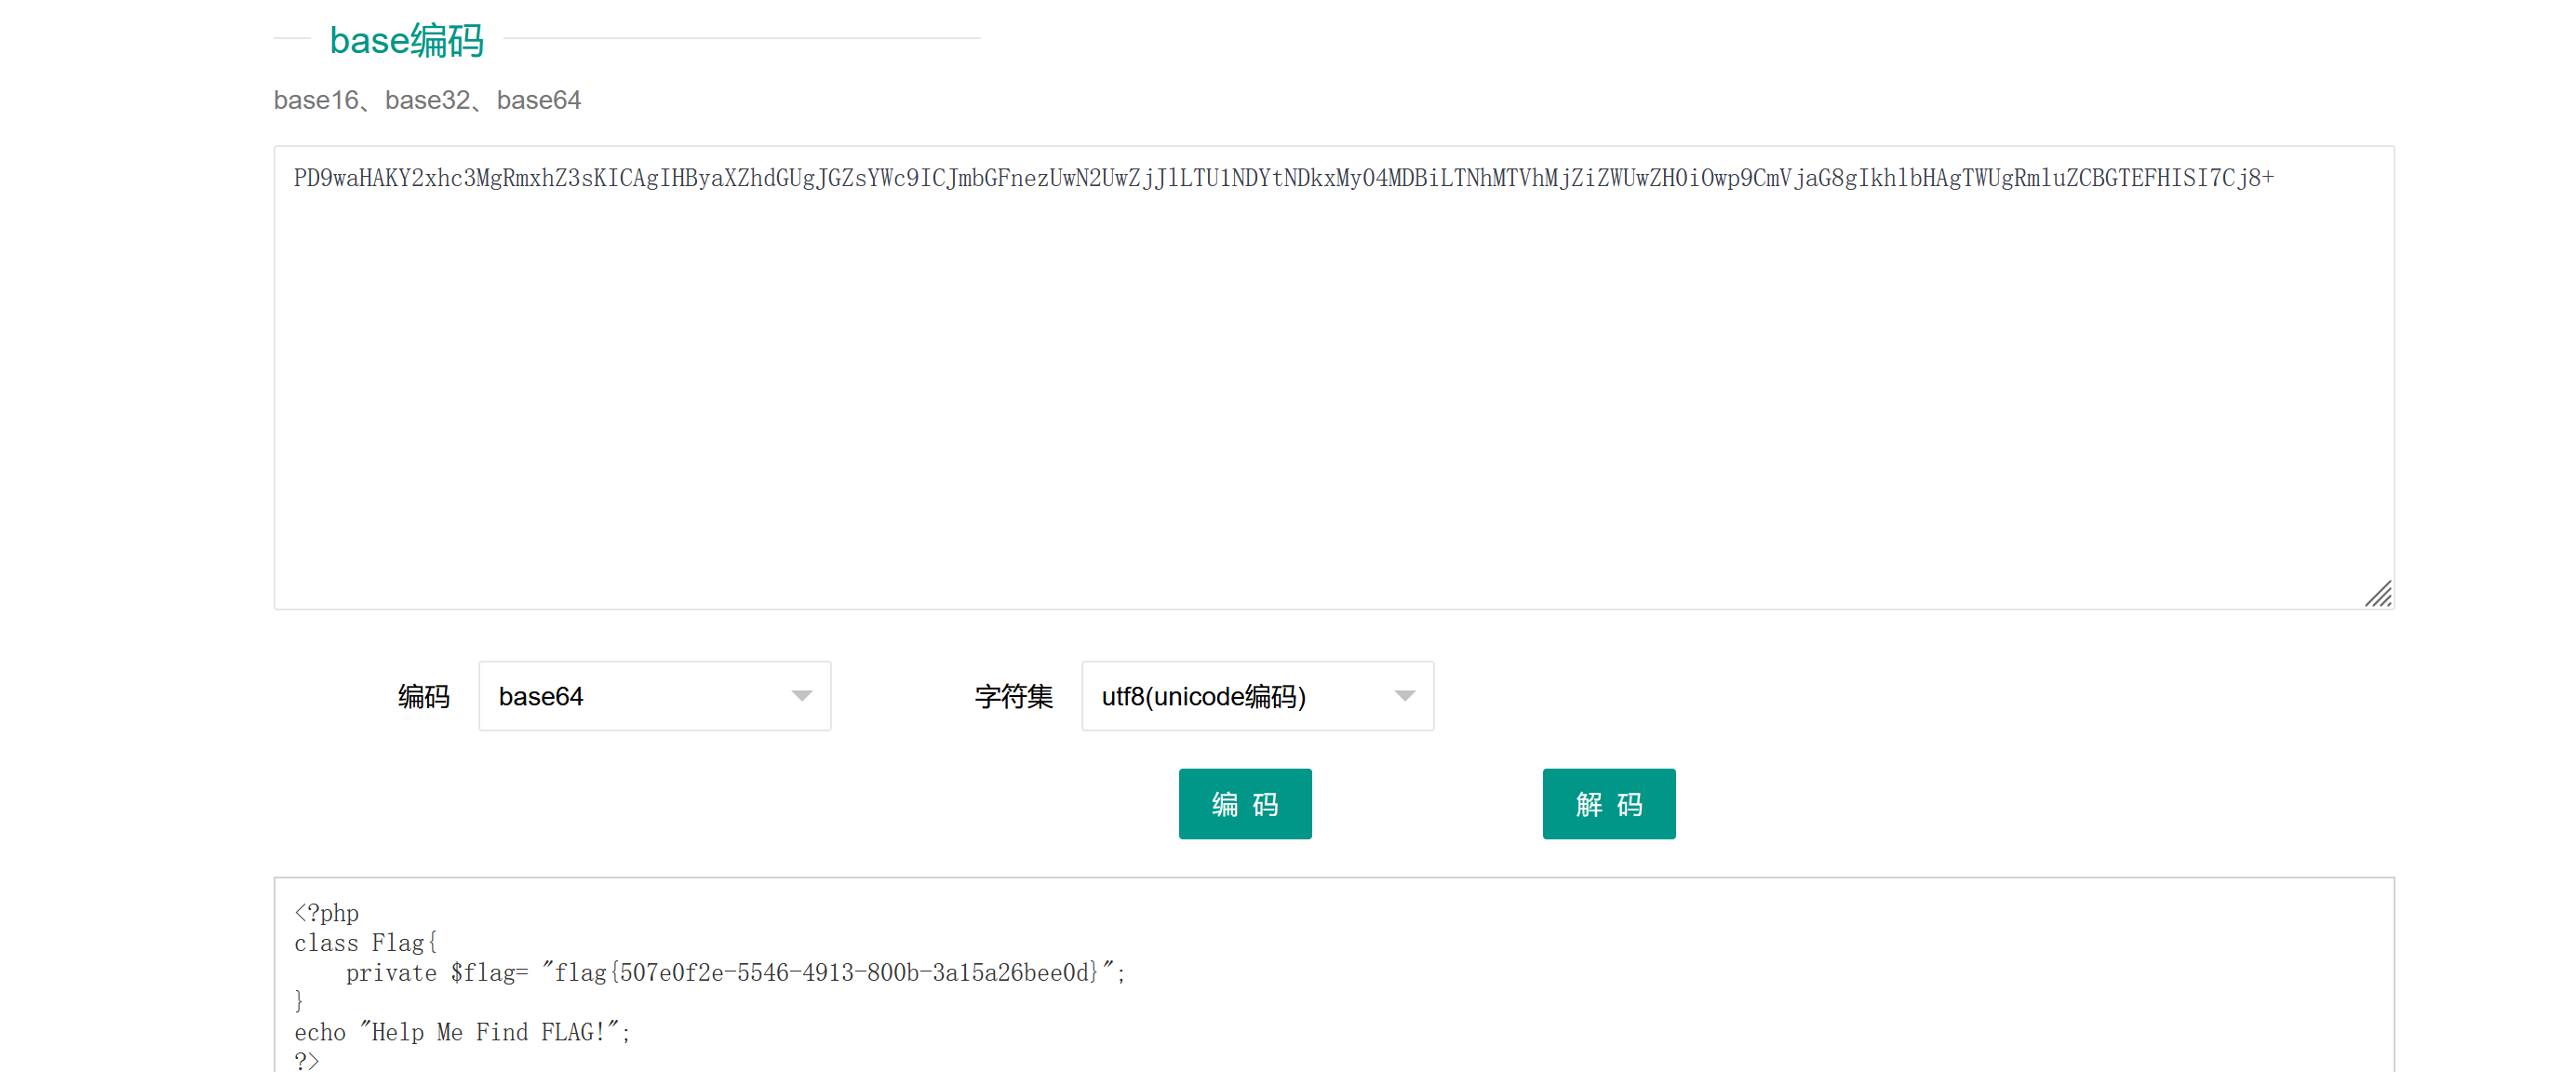 base编码
base16、base32、base64
PD9waHAKY2xhc3MgRmxhZ3sKICAgIHByaXZhdGUgJGZsYWc9ICJmbGFnezUwN2UwZjJlLTU1NDYtNDkxMy04MDBiLTNhMTVhMjZiZWUwZH0iOwp9CmVjaG8gIkhlbHAgTWUgRmluZCBGTEFHISI7Cj8+
编码 base64 字符集 utf8(unicode编码)
编 码 解 码
<?php
class Flag{
    private $flag= "flag{507e0f2e-5546-4913-800b-3a15a26bee0d}";
}
echo "Help Me Find FLAG!";
?>